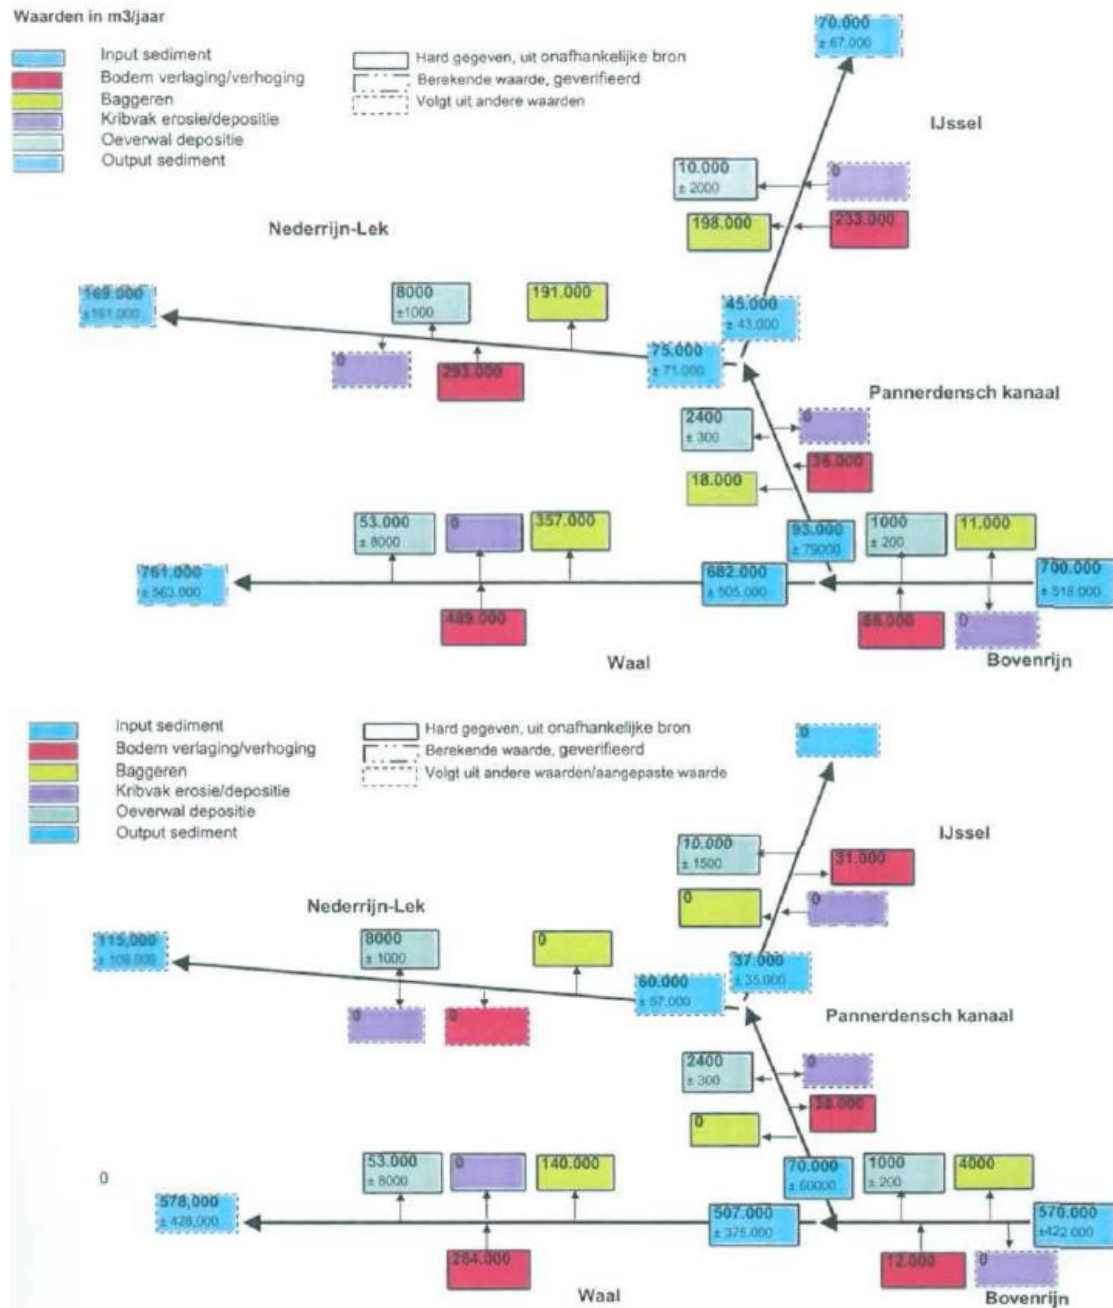 Waarden in m3/jaar
Input sediment
Bodem verlaging/verhoging
Baggeren
Kribvak erosie/depositie
Oeverwal depositie
Output sediment
Hard gegeven, uit onafhankelijke bron
Berekende waarde, geverifieerd
Volgt uit andere waarden
70.000
± 67.000
IJssel
10.000
± 2000
0
198.000
233.000
Nederrijn-Lek
169.000
±161.000
8000
±1000
191.000
45.000
± 43.000
0
293.000
75.000
± 71.000
Pannerdensch kanaal
2400
± 300
0
18.000
36.000
53.000
± 8000
0
357.000
93.000
± 79000
1000
± 200
11.000
761.000
± 563.000
682.000
± 505.000
700.000
± 518.000
489.000
0
Waal
Bovenrijn
Input sediment
Bodem verlaging/verhoging
Baggeren
Kribvak erosie/depositie
Oeverwal depositie
Output sediment
Hard gegeven, uit onafhankelijke bron
Berekende waarde, geverifieerd
Volgt uit andere waarden/aangepaste waarde
0
IJssel
10.000
± 1500
31.000
0
0
Nederrijn-Lek
115,000
± 109.000
8000
± 1000
0
37.000
± 35.000
60.000
± 57.000
0
0
Pannerdensch kanaal
2400
± 300
0
38.000
0
0
53.000
± 8000
0
140.000
70.000
± 60000
1000
± 200
4000
578,000
± 428,000
507.000
± 375.000
570.000
±422.000
264.000
12.000
0
Waal
Bovenrijn